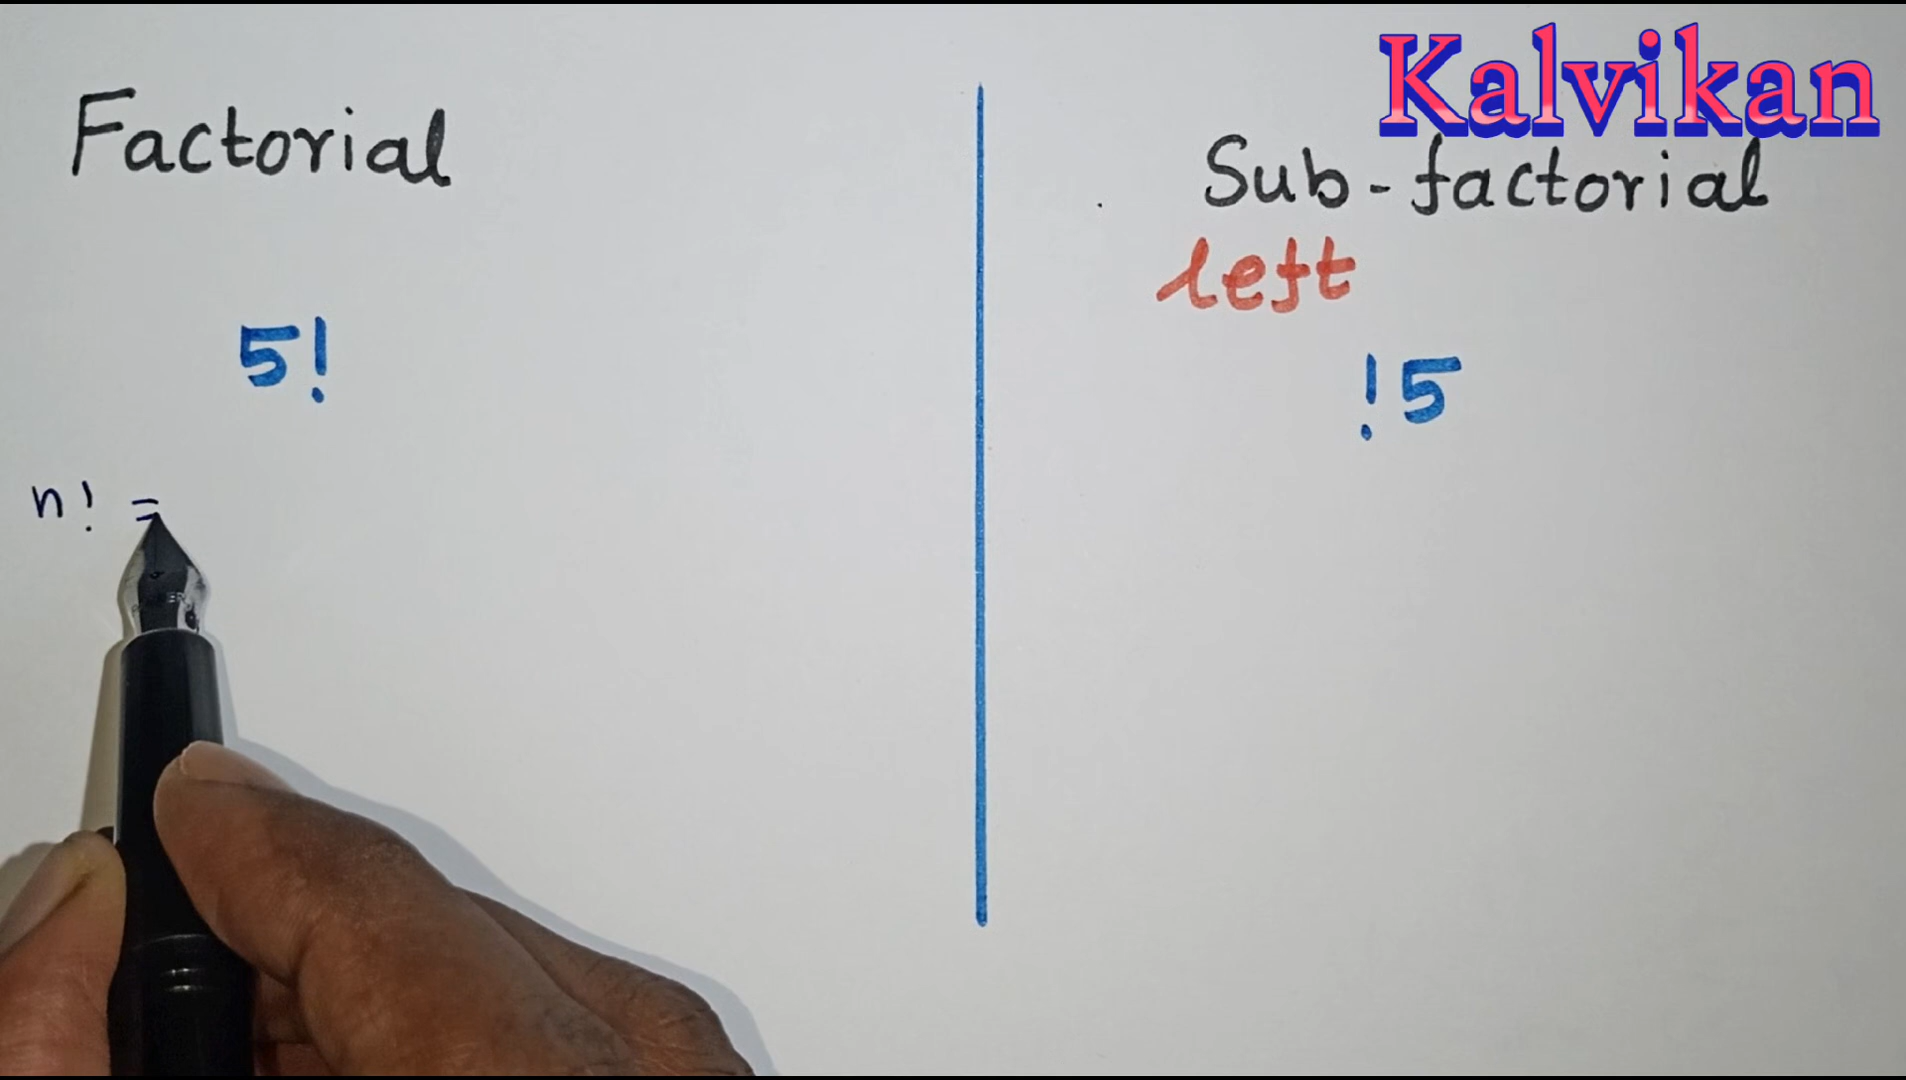 Kalvikan
Factorial
Sub-factorial
left
5!
!5
n! =